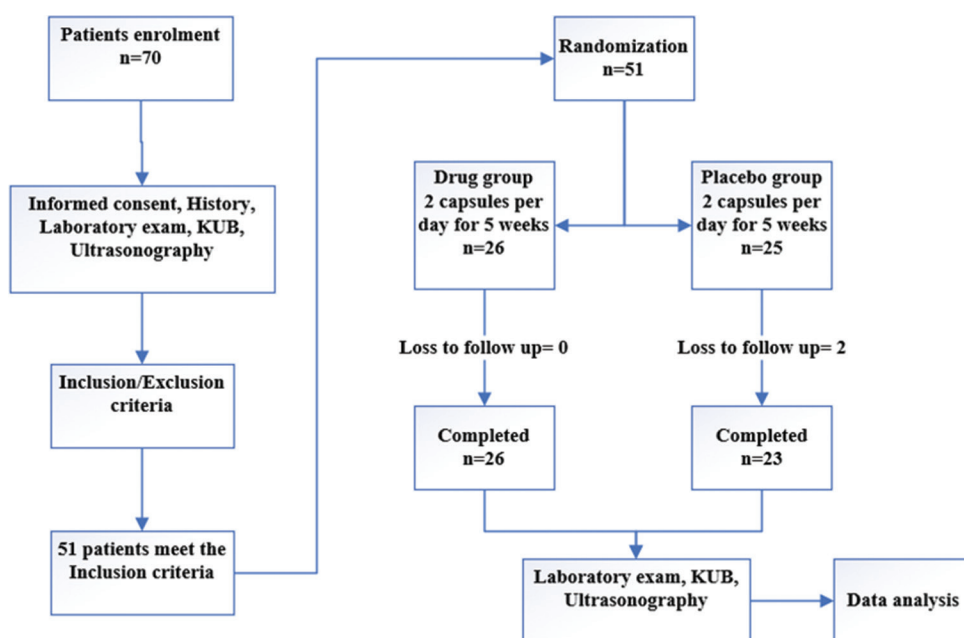 Patients enrolment
n=70
Informed consent, History,
Laboratory exam, KUB,
Ultrasonography
Inclusion/Exclusion
criteria
51 patients meet the
Inclusion criteria
Randomization
n=51
Drug group
2 capsules per
day for 5 weeks
n=26
Placebo group
2 capsules per
day for 5 weeks
n=25
Loss to follow up= 0
Loss to follow up= 2
Completed
n=26
Completed
n=23
Laboratory exam, KUB,
Ultrasonography
Data analysis